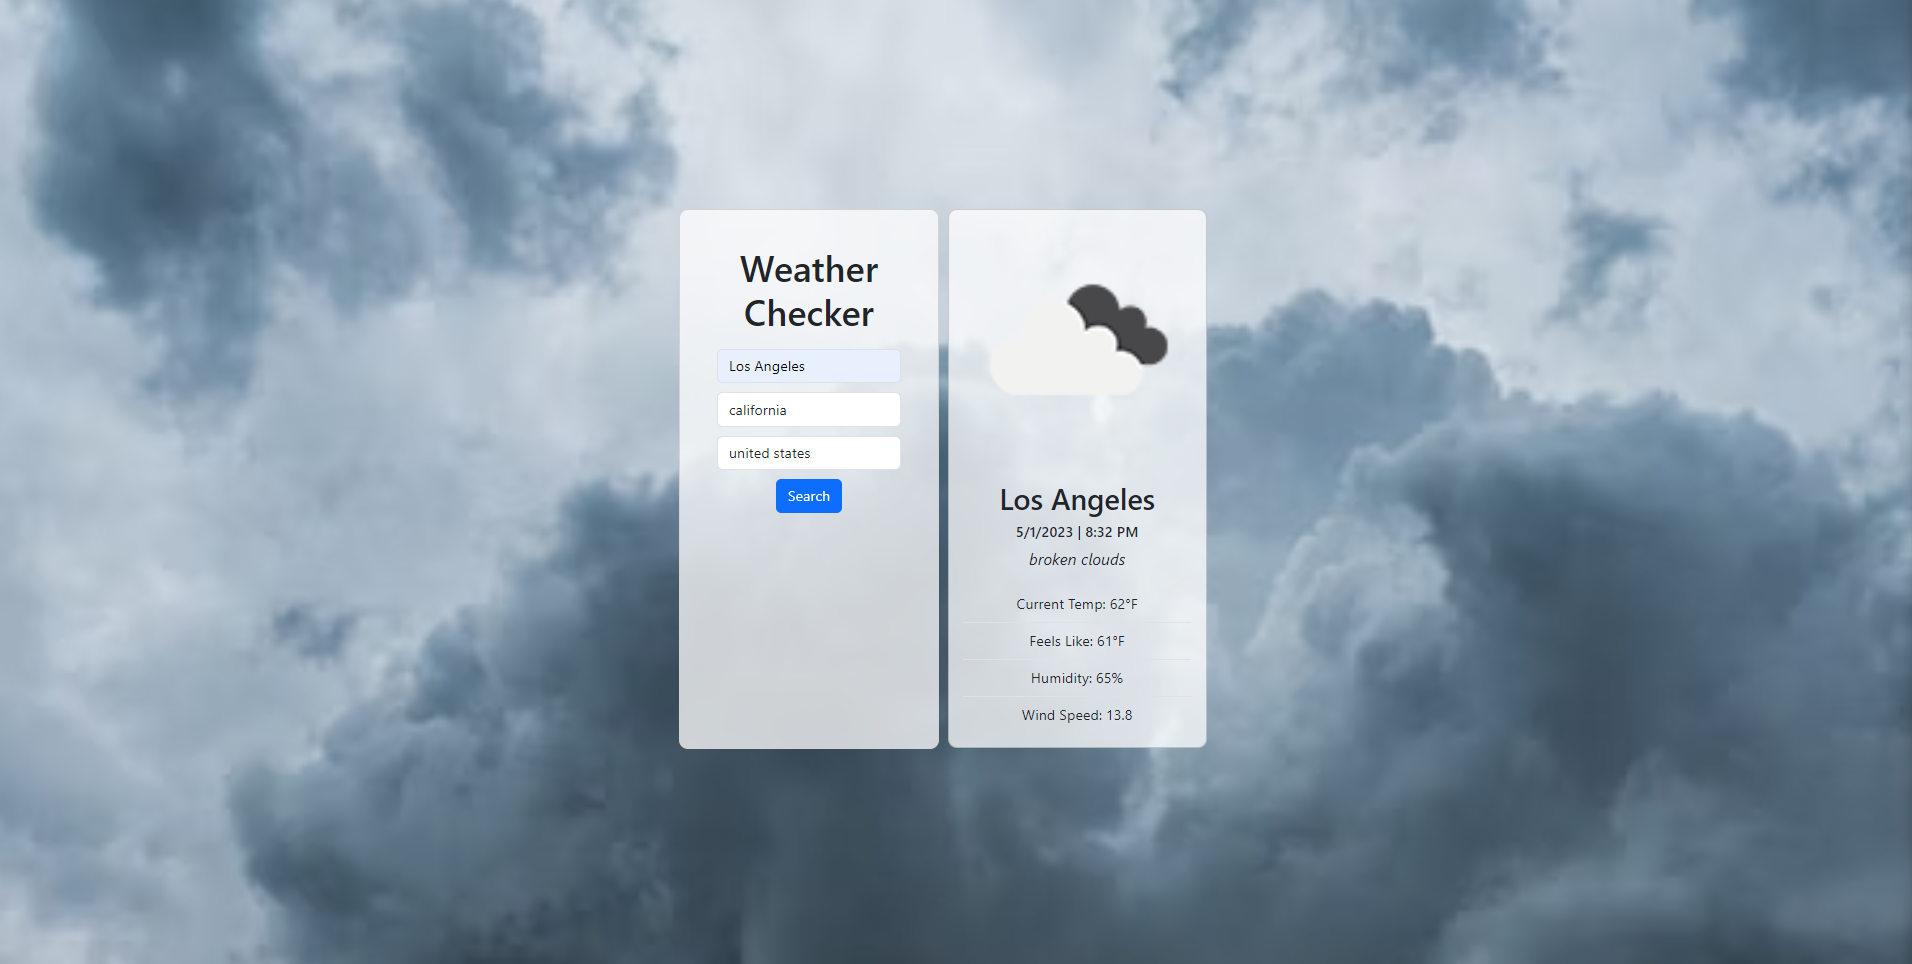 Weather
Checker
Los Angeles
california
united states
Search
Los Angeles
5/1/2023 | 8:32 PM
broken clouds
Current Temp: 62°F
Feels Like: 61°F
Humidity: 65%
Wind Speed: 13.8